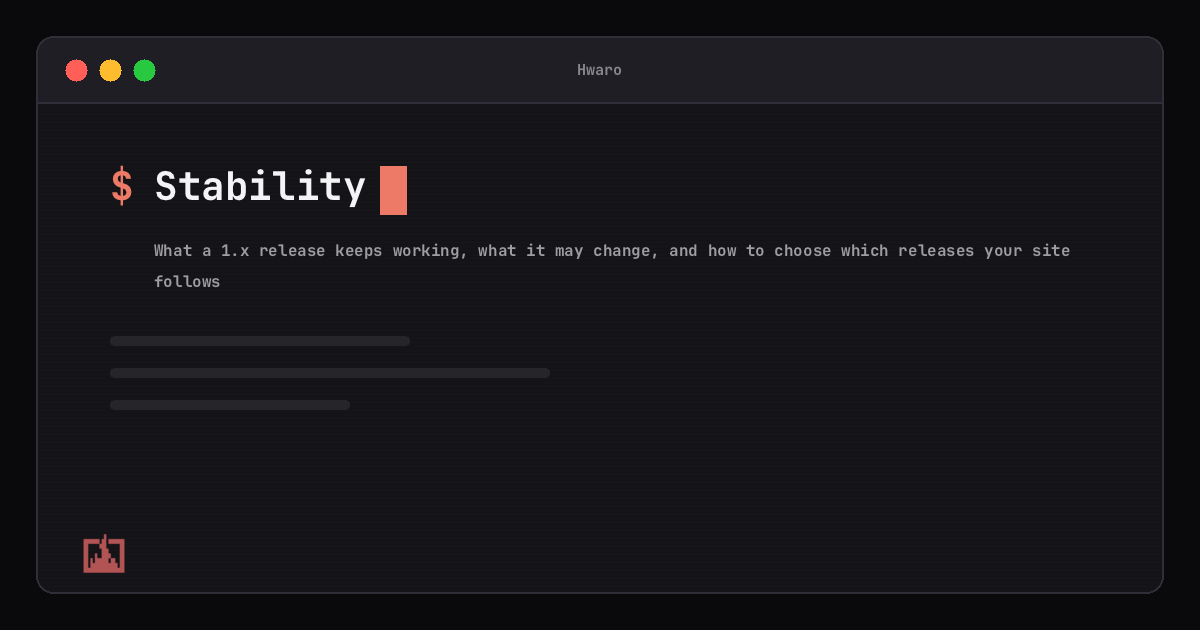 Hwaro
$ Stability
What a 1.x release keeps working, what it may change, and how to choose which releases your site
follows